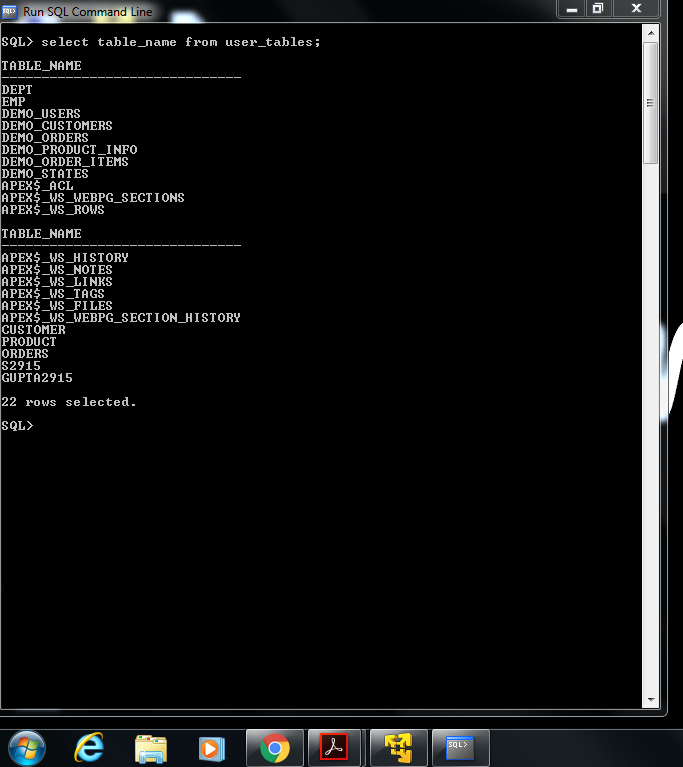 Run SQL Command Line
SQL> select table_name from user_tables;
TABLE_NAME
------------------------------
DEPT
EMP
DEMO_USERS
DEMO_CUSTOMERS
DEMO_ORDERS
DEMO_PRODUCT_INFO
DEMO_ORDER_ITEMS
DEMO_STATES
APEX$_ACL
APEX$_WS_WEBPG_SECTIONS
APEX$_WS_ROWS
TABLE_NAME
------------------------------
APEX$_WS_HISTORY
APEX$_WS_NOTES
APEX$_WS_LINKS
APEX$_WS_TAGS
APEX$_WS_FILES
APEX$_WS_WEBPG_SECTION_HISTORY
CUSTOMER
PRODUCT
ORDERS
S2915
GUPTA2915
22 rows selected.
SQL>
SQL>